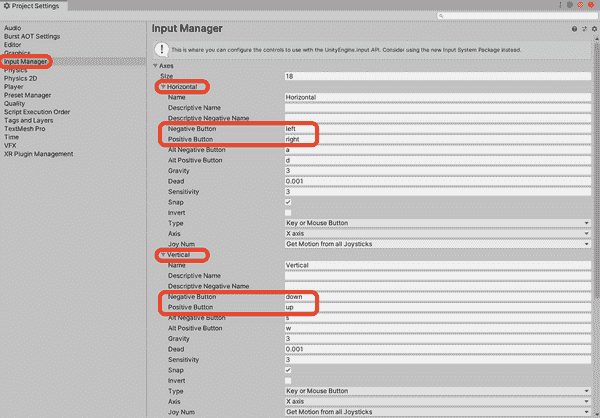 Project Settings
Audio
Burst AOT Settings
Editor
Graphics
Input Manager
Physics
Physics 2D
Player
Preset Manager
Quality
Script Execution Order
Tags and Layers
TextMesh Pro
Time
VFX
XR Plugin Management
Input Manager
This is where you can configure the controls to use with the UnityEngine.Input API. Consider using the new Input System Package instead.
Axes
Size 18
Horizontal
Name Horizontal
Descriptive Name
Descriptive Negative Name
Negative Button left
Positive Button right
Alt Negative Button a
Alt Positive Button d
Gravity 3
Dead 0.001
Sensitivity 3
Snap
Invert
Type Key or Mouse Button
Axis X axis
Joy Num Get Motion from all Joysticks
Vertical
Name Vertical
Descriptive Name
Descriptive Negative Name
Negative Button down
Positive Button up
Alt Negative Button s
Alt Positive Button w
Gravity 3
Dead 0.001
Sensitivity 3
Snap
Invert
Type Key or Mouse Button
Axis X axis
Joy Num Get Motion from all Joysticks